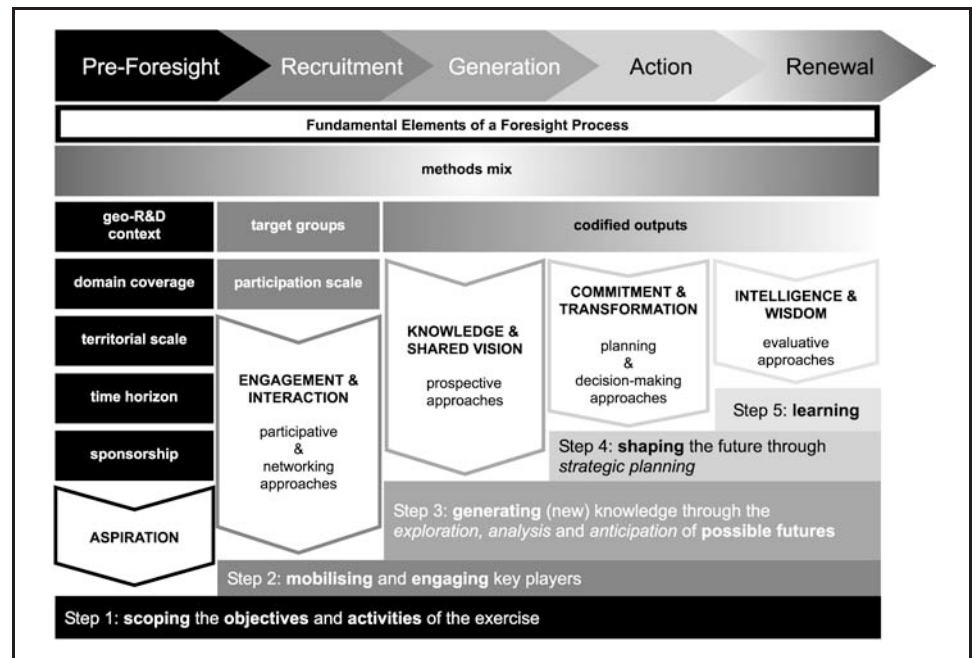 Pre-Foresight
Recruitment
Generation
Action
Renewal
Fundamental Elements of a Foresight Process
methods mix
geo-R&D
context
target groups
codified outputs
domain coverage
participation scale
territorial scale
time horizon
sponsorship
ASPIRATION
ENGAGEMENT &
INTERACTION
participative
&
networking
approaches
KNOWLEDGE &
SHARED VISION
prospective
approaches
COMMITMENT &
TRANSFORMATION
planning
&
decision-making
approaches
INTELLIGENCE &
WISDOM
evaluative
approaches
Step 5: learning
Step 4: shaping the future through
strategic planning
Step 3: generating (new) knowledge through the
exploration, analysis and anticipation of possible futures
Step 2: mobilising and engaging key players
Step 1: scoping the objectives and activities of the exercise